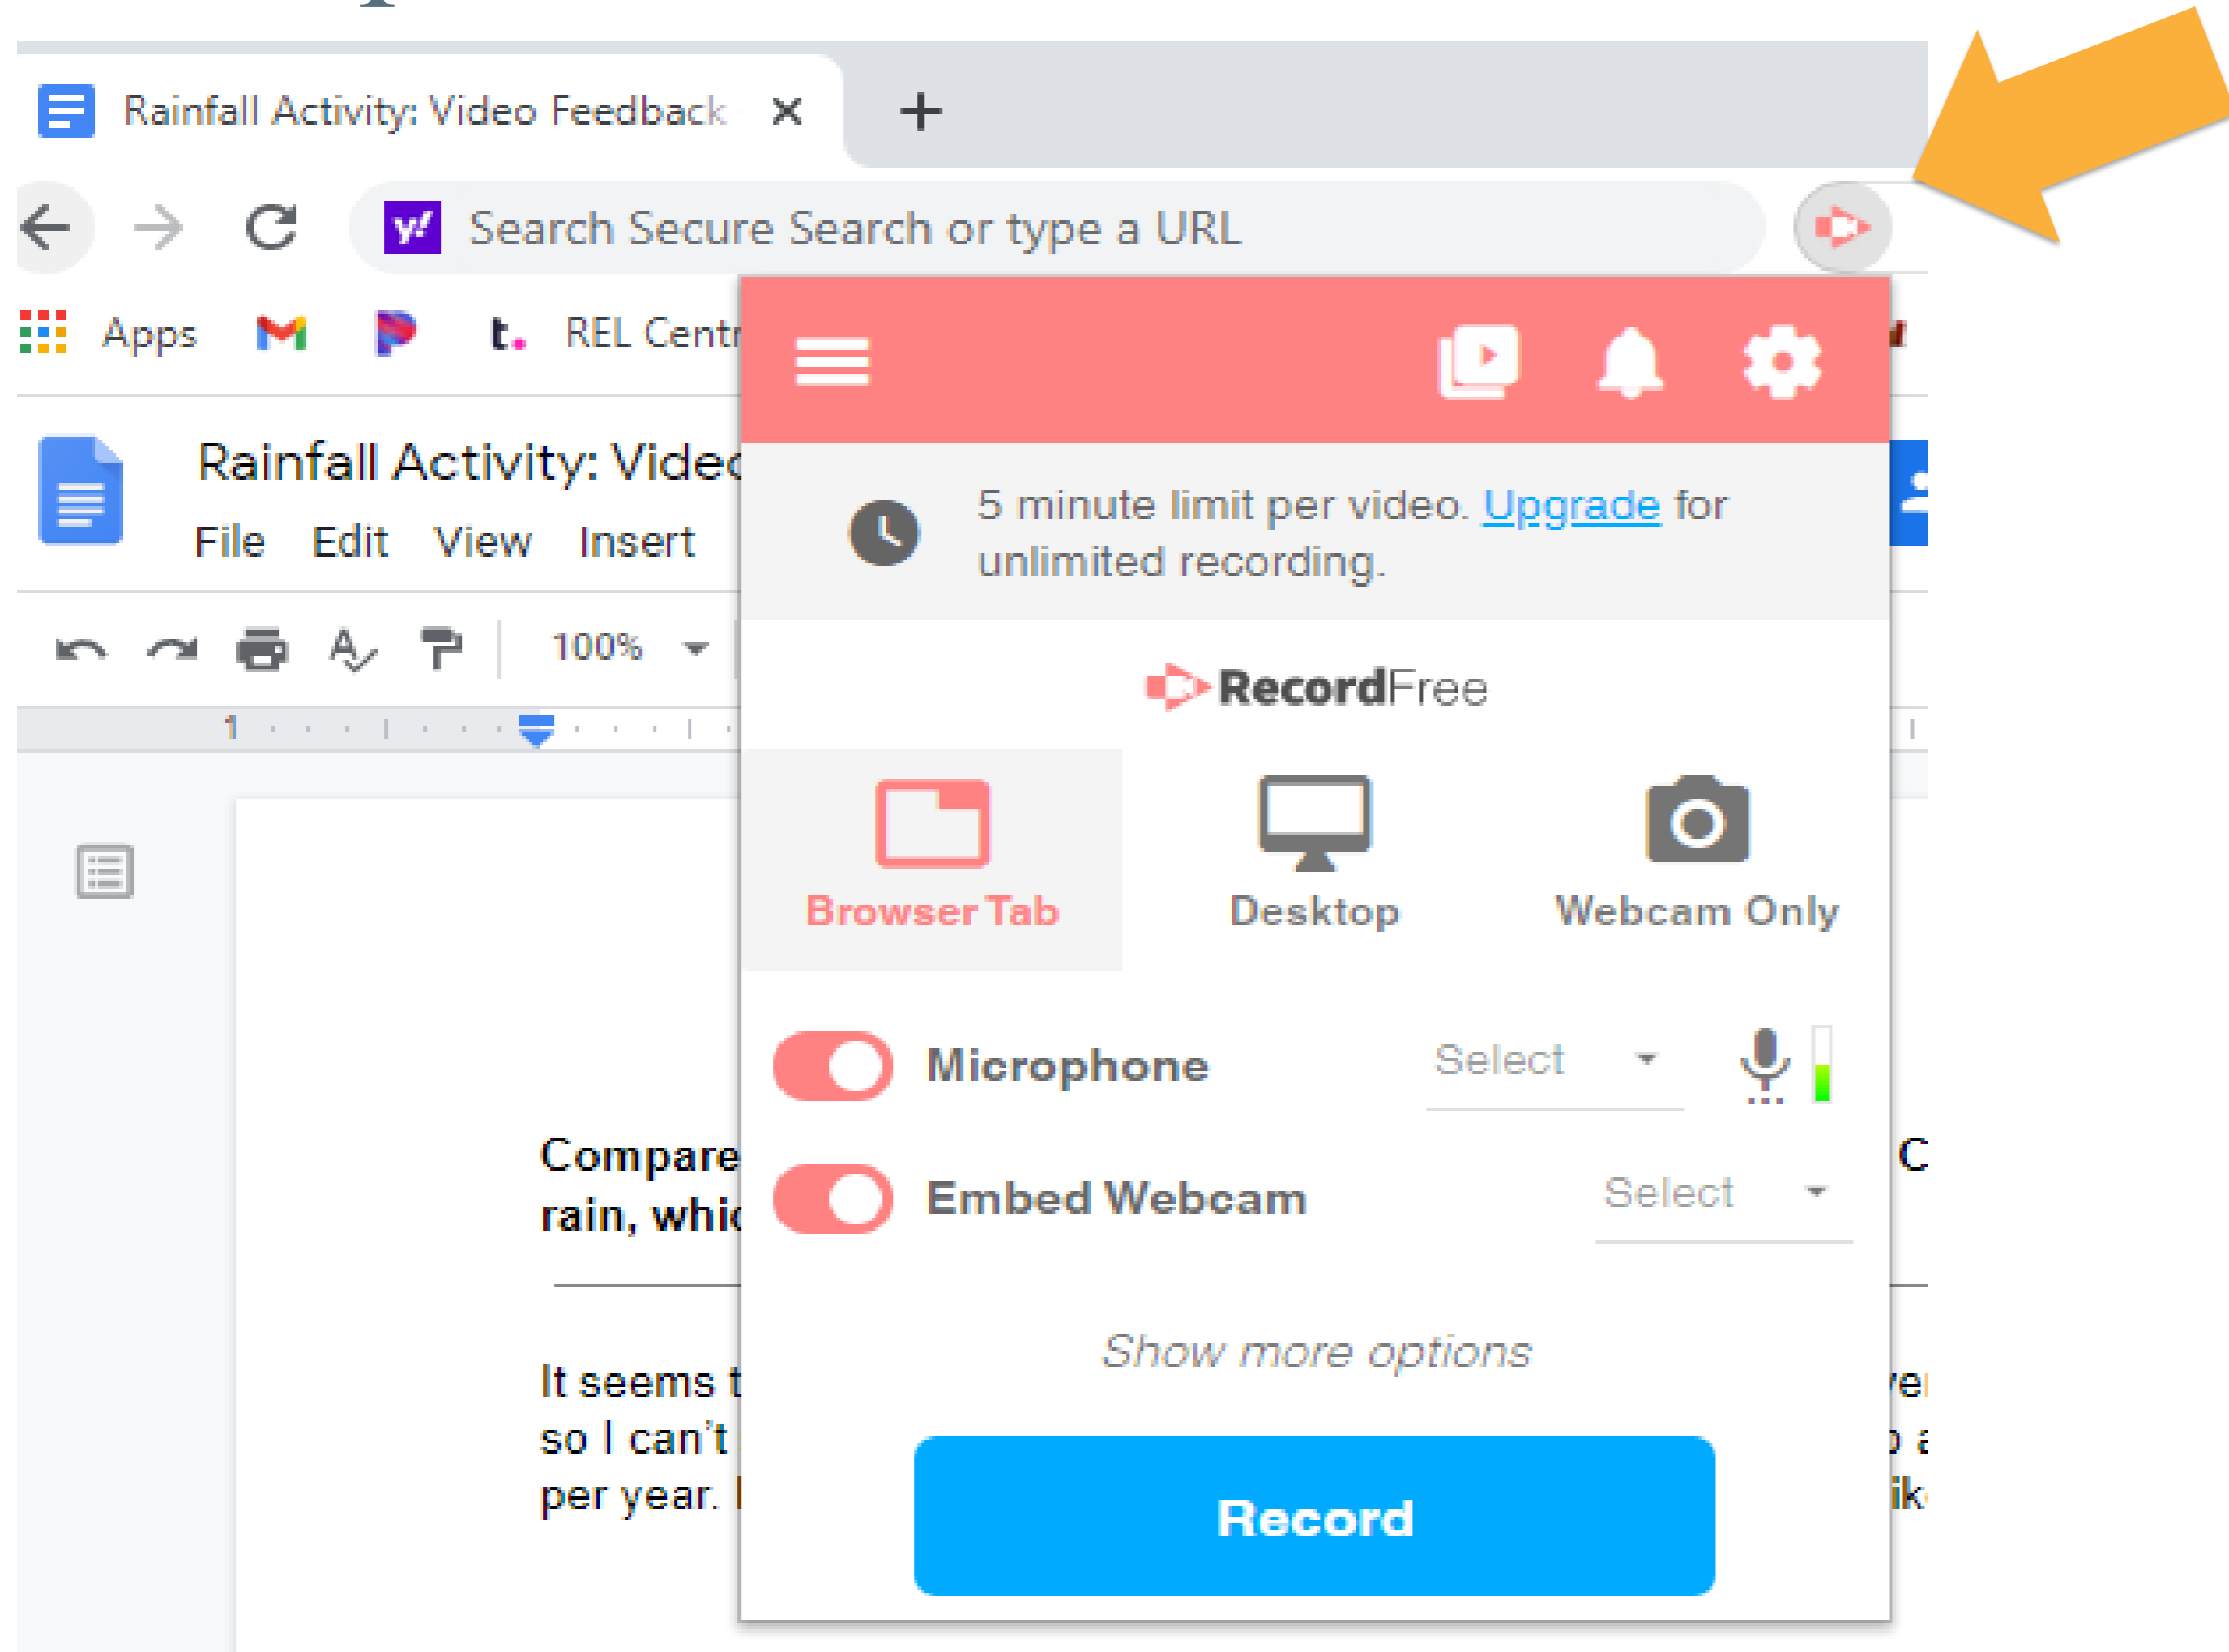 Rainfall Activity: Video Feedback
Search Secure Search or type a URL
Apps t. REL Centr
Rainfall Activity: Video
File Edit View Insert
5 minute limit per video. Upgrade for
unlimited recording.
100%
RecordFree
1
Browser Tab Desktop Webcam Only
Microphone Select
Compare
Embed Webcam Select
rain, whic
Show more options
It seems t
so I can't
per year.
Record